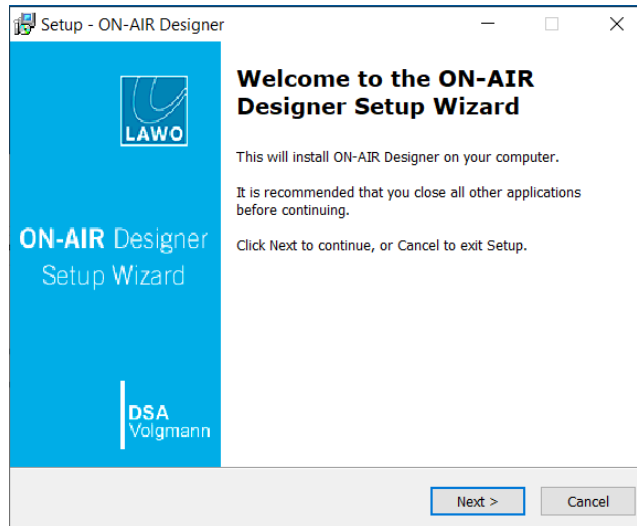 Setup - ON-AIR Designer
LAWO
ON-AIR Designer
Setup Wizard
DSA
Volgmann
Welcome to the ON-AIR
Designer Setup Wizard
This will install ON-AIR Designer on your computer.
It is recommended that you close all other applications
before continuing.
Click Next to continue, or Cancel to exit Setup.
Next >
Cancel